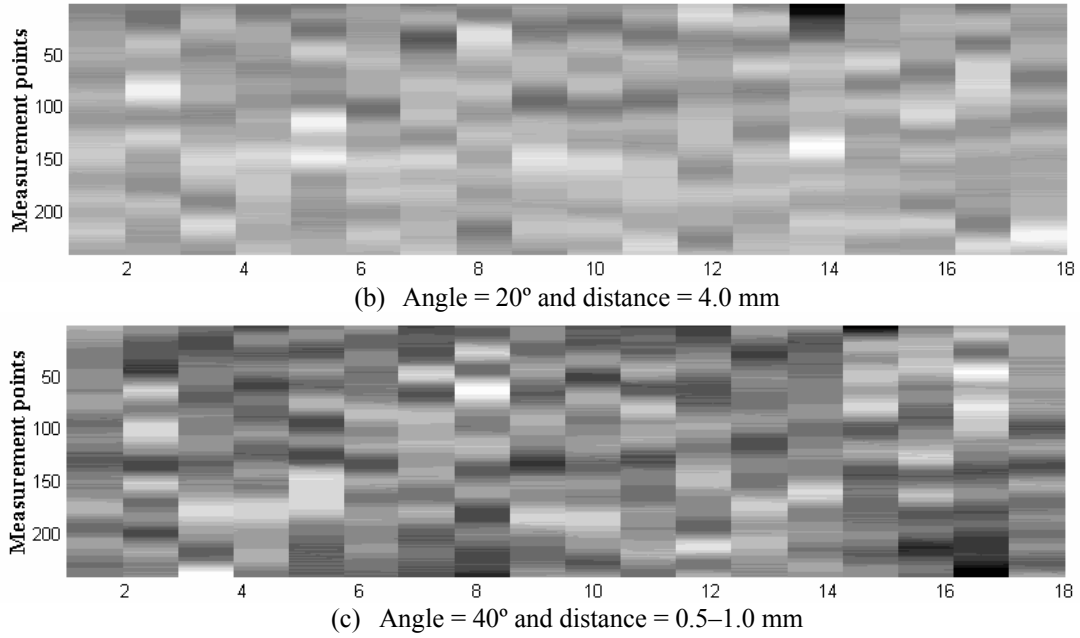 Measurement points
50
100
150
200
2 4 6 8 10 12 14 16 18
(b) Angle = 20º and distance = 4.0 mm
Measurement points
50
100
150
200
2 4 6 8 10 12 14 16 18
(c) Angle = 40º and distance = 0.5–1.0 mm